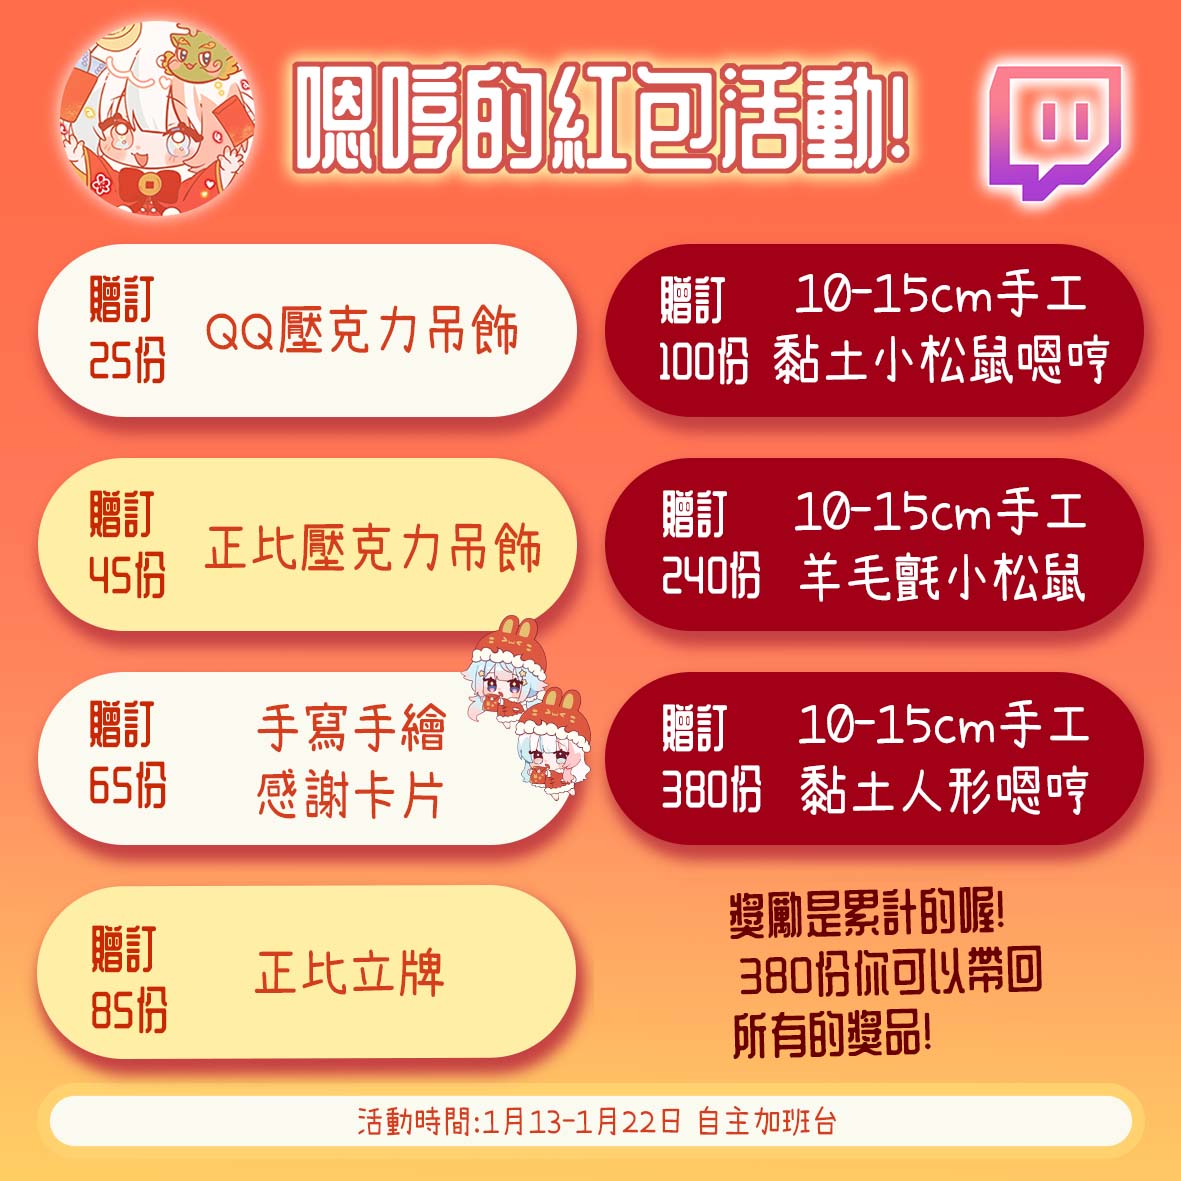 嗯哼的紅包活動!
贈訂
25份
QQ壓克力吊飾
贈訂
45份
正比壓克力吊飾
贈訂
65份
手寫手繪
感謝卡片
贈訂
85份
正比立牌
贈訂
100份
10-15cm手工
黏土小松鼠嗯哼
贈訂
240份
10-15cm手工
羊毛氈小松鼠
贈訂
380份
10-15cm手工
黏土人形嗯哼
獎勵是累計的喔!
380份你可以帶回
所有的獎品!
活動時間:1月13-1月22日 自主加班台